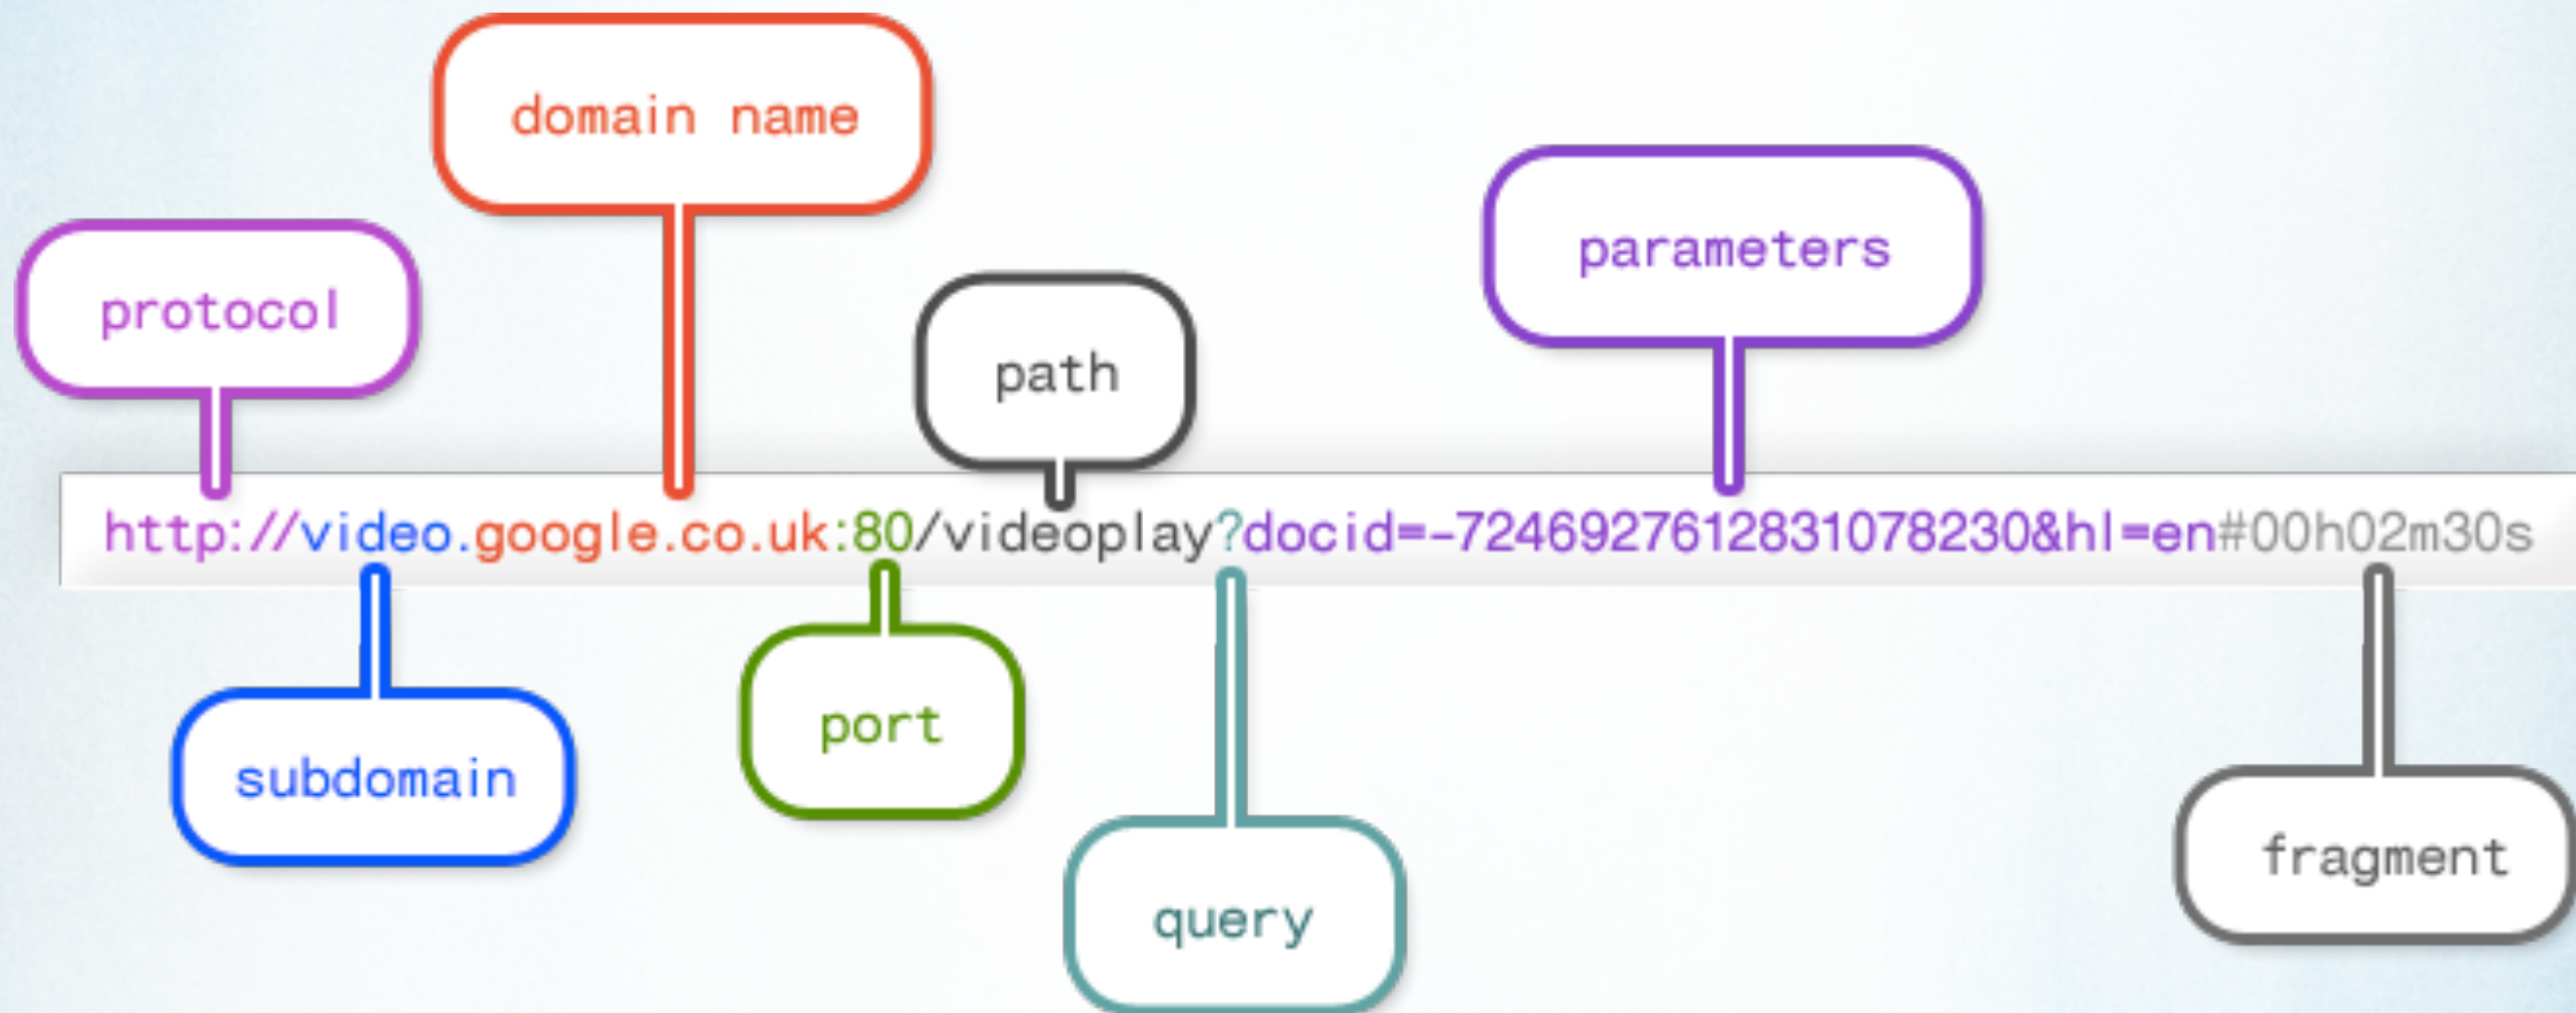 domain name
protocol
path
parameters
http://video.google.co.uk:80/videoplay?docid=-7246927612831078230&hl=en#00h02m30s
subdomain
port
query
fragment